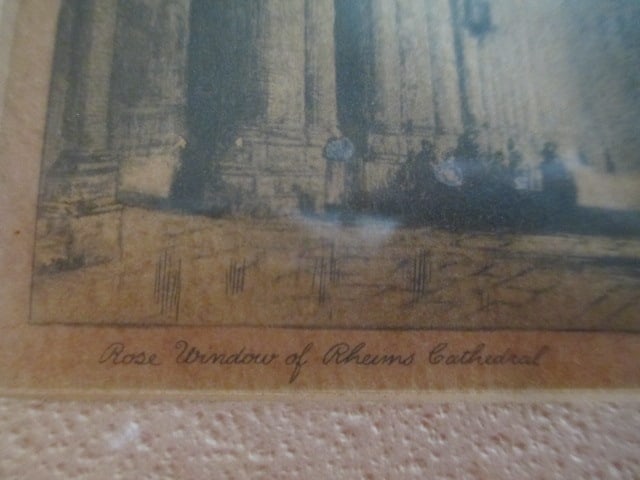 Rose Window of Rheims Cathedral